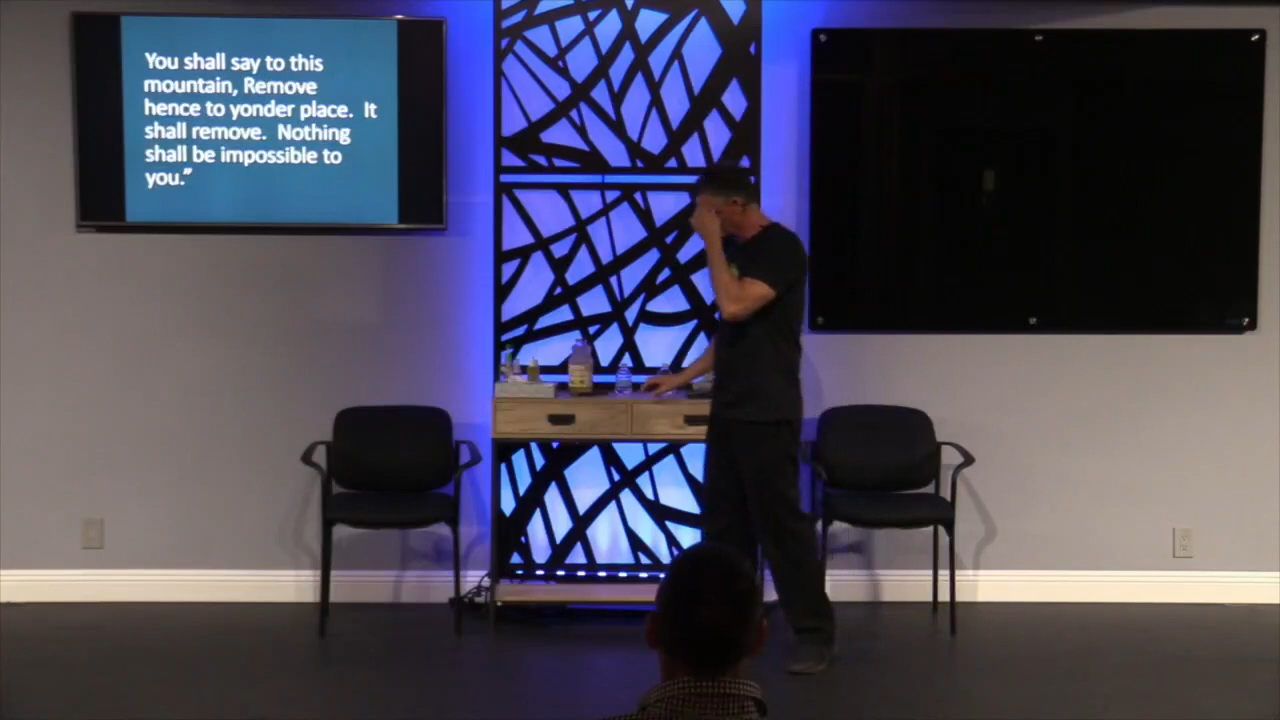 You shall say to this
mountain, Remove
hence to yonder place.  It
shall remove.  Nothing
shall be impossible to
you.”